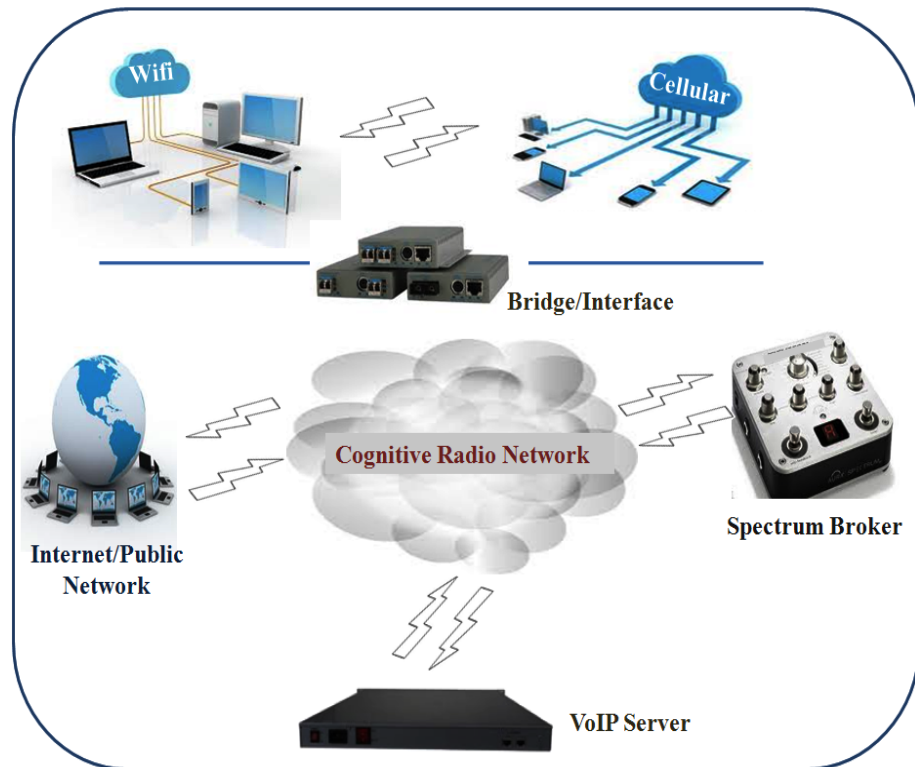 Wifi
Cellular
Bridge/Interface
Cognitive Radio Network
Internet/Public
Network
Spectrum Broker
VoIP Server